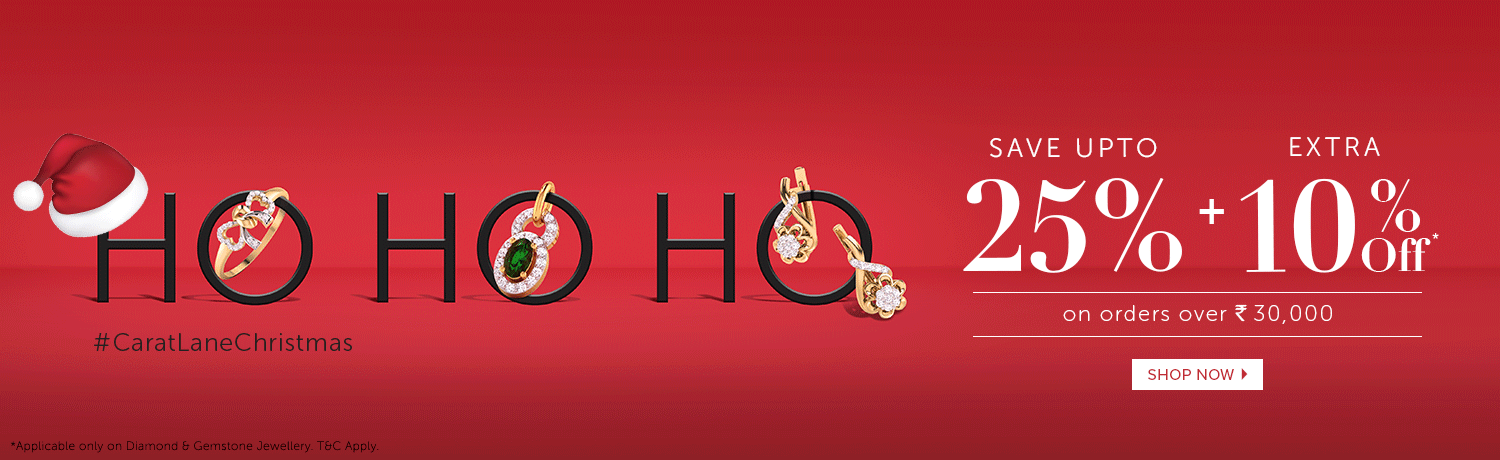 HO HO HO
#CaratLaneChristmas
SAVE UPTO
25%
+
EXTRA
10%
Off*
on orders over ₹ 30,000
SHOP NOW
*Applicable only on Diamond & Gemstone Jewellery. T&C Apply.